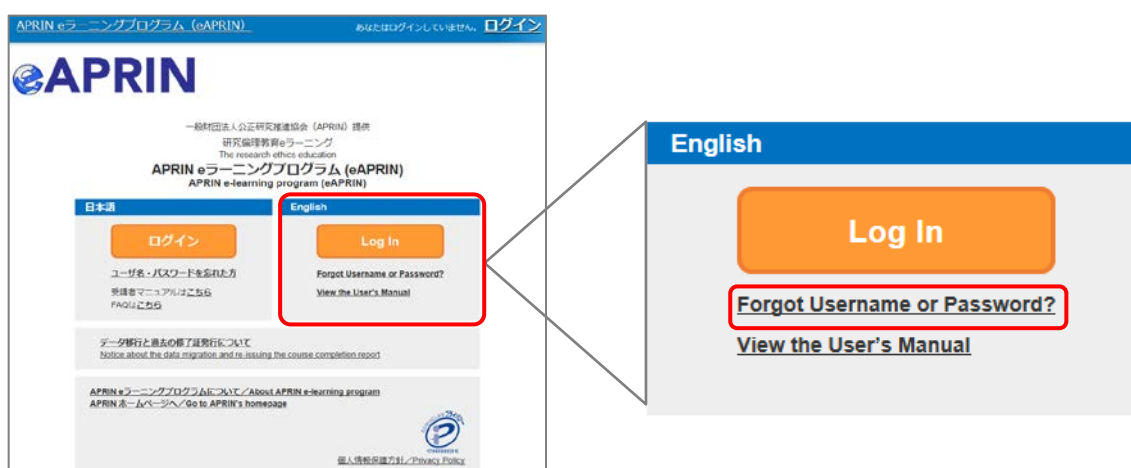 APRIN eラーニングプログラム (eAPRIN)
あなたはログインしていません。 ログイン
APRIN
一般財団法人公正研究推進協会 (APRIN) 提供
研究倫理教育eラーニング
The research ethics education
APRIN eラーニングプログラム (eAPRIN)
APRIN e-learning program (eAPRIN)
日本語
ログイン
ユーザ名・パスワードを忘れた方
受講者マニュアルはこちら
FAQはこちら
English
Log In
Forgot Username or Password?
View the User's Manual
データ移行と過去の修了証発行について
Notice about the data migration and re-issuing the course completion report
APRIN eラーニングプログラムについて／About APRIN e-learning program
APRIN ホームページへ／Go to APRIN's homepage
個人情報保護方針／Privacy Policy
English
Log In
Forgot Username or Password?
View the User's Manual